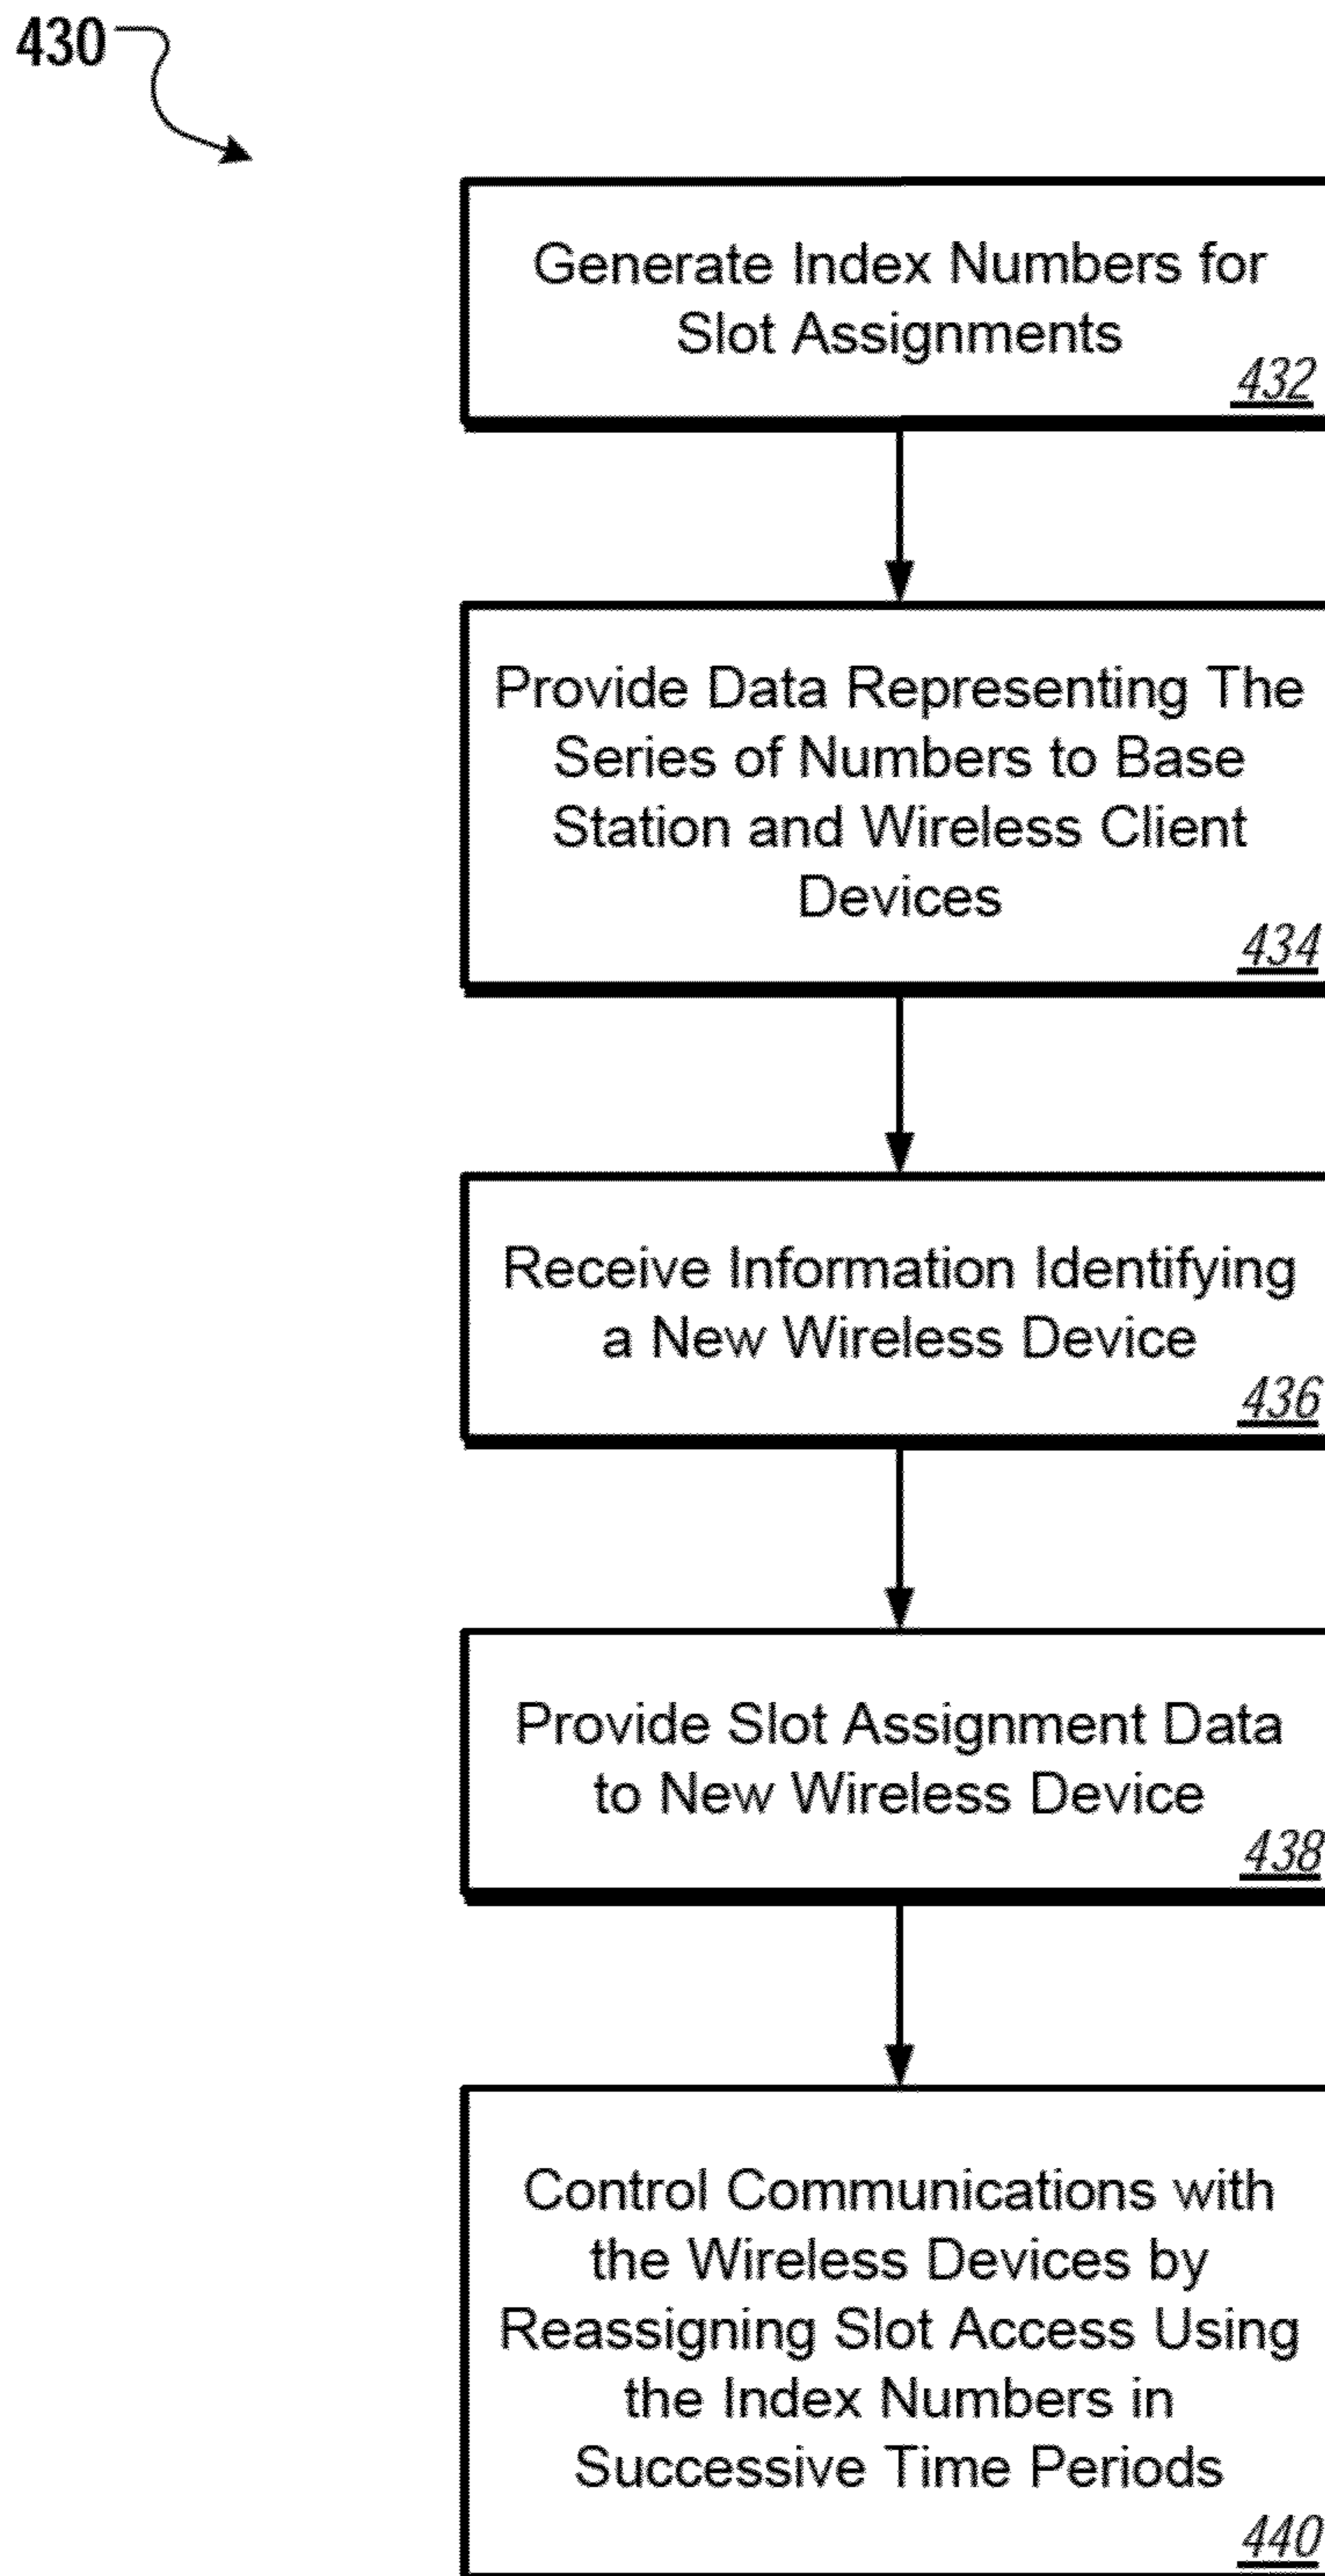 430
Generate Index Numbers for
Slot Assignments
432
Provide Data Representing The
Series of Numbers to Base
Station and Wireless Client
Devices
434
Receive Information Identifying
a New Wireless Device
436
Provide Slot Assignment Data
to New Wireless Device
438
Control Communications with
the Wireless Devices by
Reassigning Slot Access Using
the Index Numbers in
Successive Time Periods
440